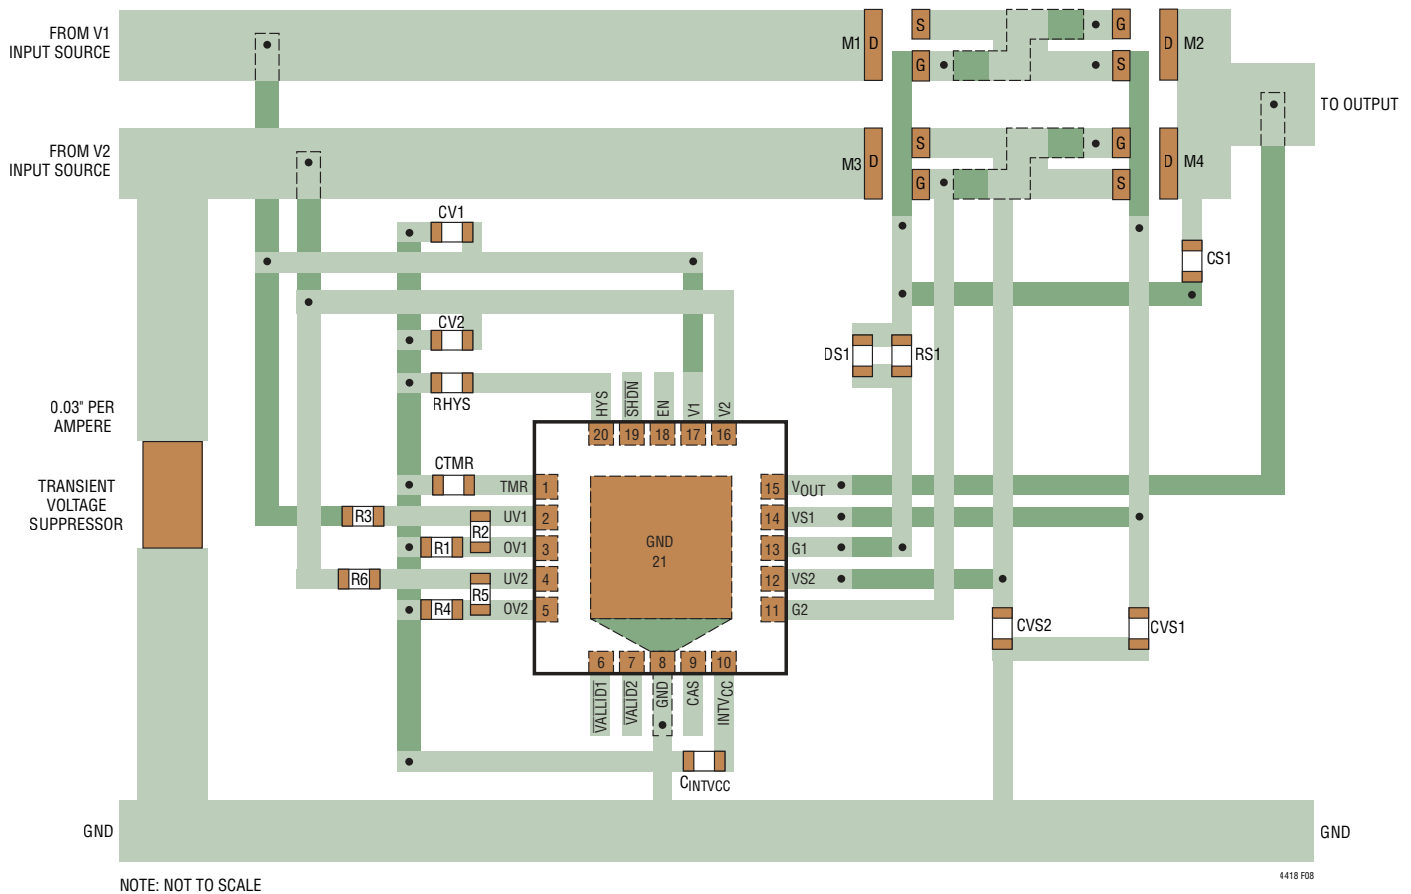 FROM V1
INPUT SOURCE
M1
D
S
G
G
S
D
M2
TO OUTPUT
FROM V2
INPUT SOURCE
M3
D
S
G
G
S
D
M4
CV1
CS1
CV2
DS1
RS1
RHYS
0.03" PER
AMPERE
HYS
SHDN
EN
V1
V2
20
19
18
17
16
TRANSIENT
VOLTAGE
SUPPRESSOR
CTMR
TMR
1
15
VOUT
R3
UV1
2
14
VS1
R2
R1
OV1
3
13
G1
GND
21
R6
UV2
4
12
VS2
R5
R4
OV2
5
11
G2
CVS2
CVS1
6
7
8
9
10
VALLID1
VALID2
GND
CAS
INTVCC
CINTVCC
GND
GND
NOTE: NOT TO SCALE
4418 F08